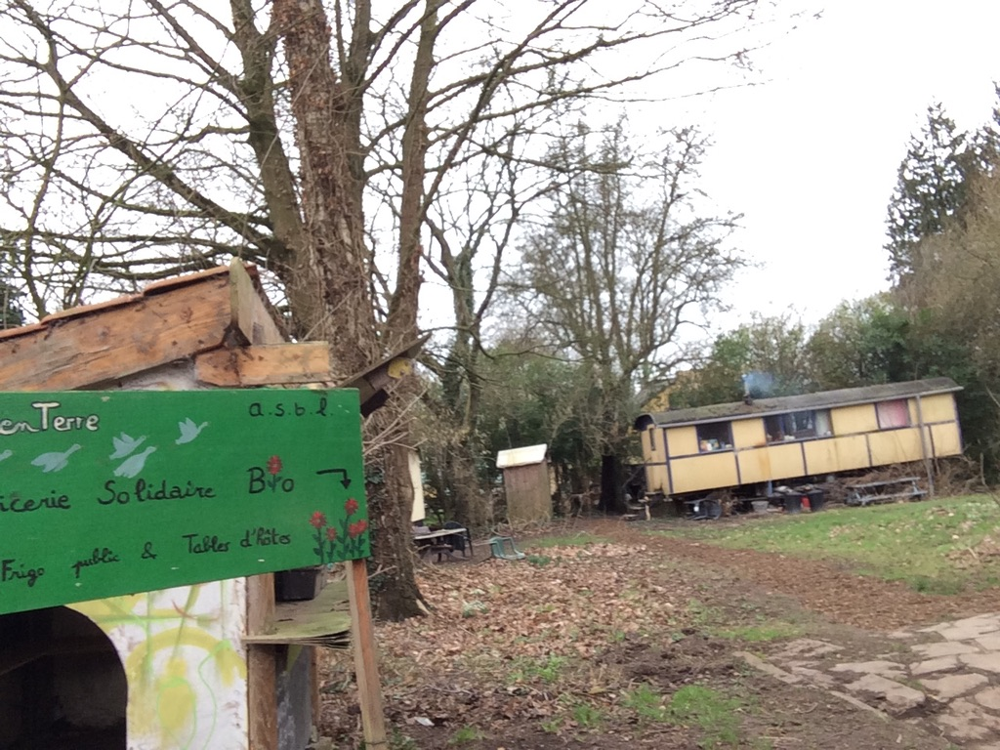 enTerre
a.s.b.l.
icerie Solidaire Bio
Frigo public & Tables d'hôtes